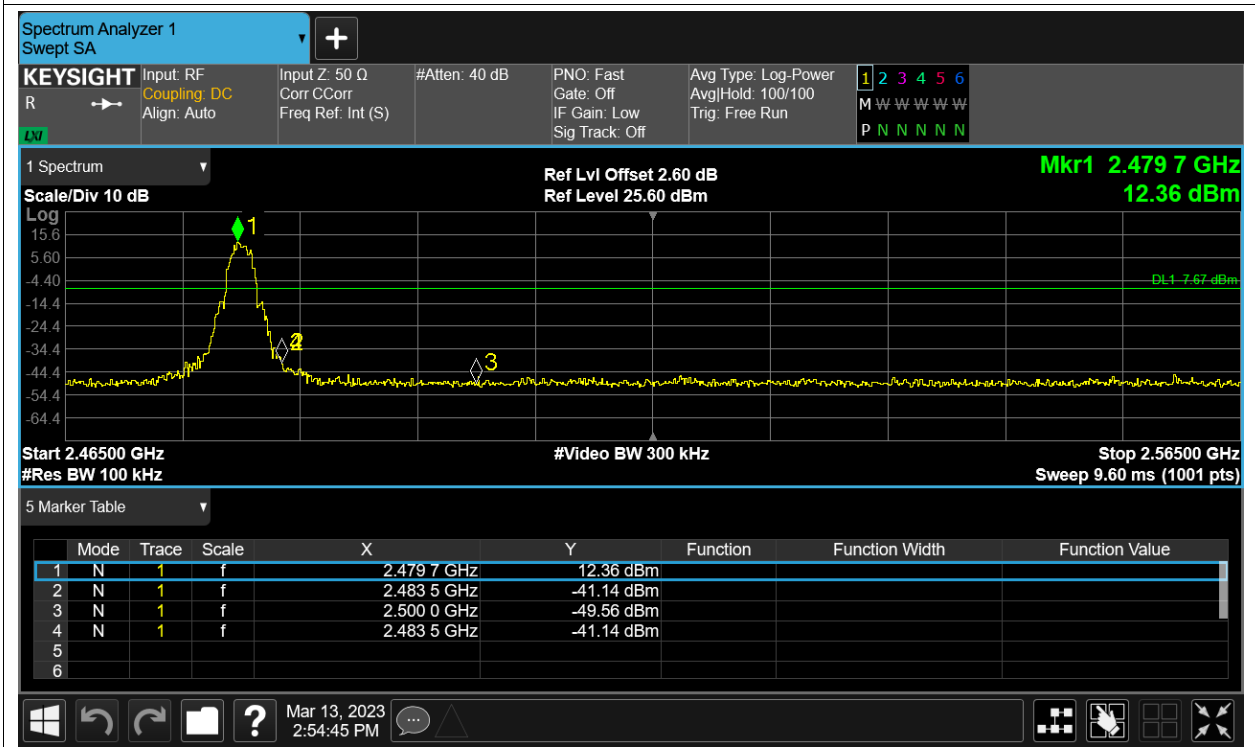 Spectrum Analyzer 1
Swept SA
KEYSIGHT Input: RF Input Z: 50 Ω #Atten: 40 dB PNO: Fast Avg Type: Log-Power 1 2 3 4 5 6
R Coupling: DC Corr CCorr Gate: Off Avg|Hold: 100/100 M W W W W W
Align: Auto Freq Ref: Int (S) IF Gain: Low Trig: Free Run
LXI Sig Track: Off P N N N N N
1 Spectrum Ref Lvl Offset 2.60 dB Mkr1 2.479 7 GHz
Scale/Div 10 dB Ref Level 25.60 dBm 12.36 dBm
Log
1
15.6
5.60
-4.40
DL1 -7.67 dBm
-14.4
-24.4
-34.4
3
-44.4
-54.4
-64.4
Start 2.46500 GHz #Video BW 300 kHz Stop 2.56500 GHz
#Res BW 100 kHz Sweep 9.60 ms (1001 pts)
5 Marker Table
Mode Trace Scale X Y Function Function Width Function Value
1 N 1 f 2.479 7 GHz 12.36 dBm
2 N 1 f 2.483 5 GHz -41.14 dBm
3 N 1 f 2.500 0 GHz -49.56 dBm
4 N 1 f 2.483 5 GHz -41.14 dBm
5
6
? Mar 13, 2023
2:54:45 PM